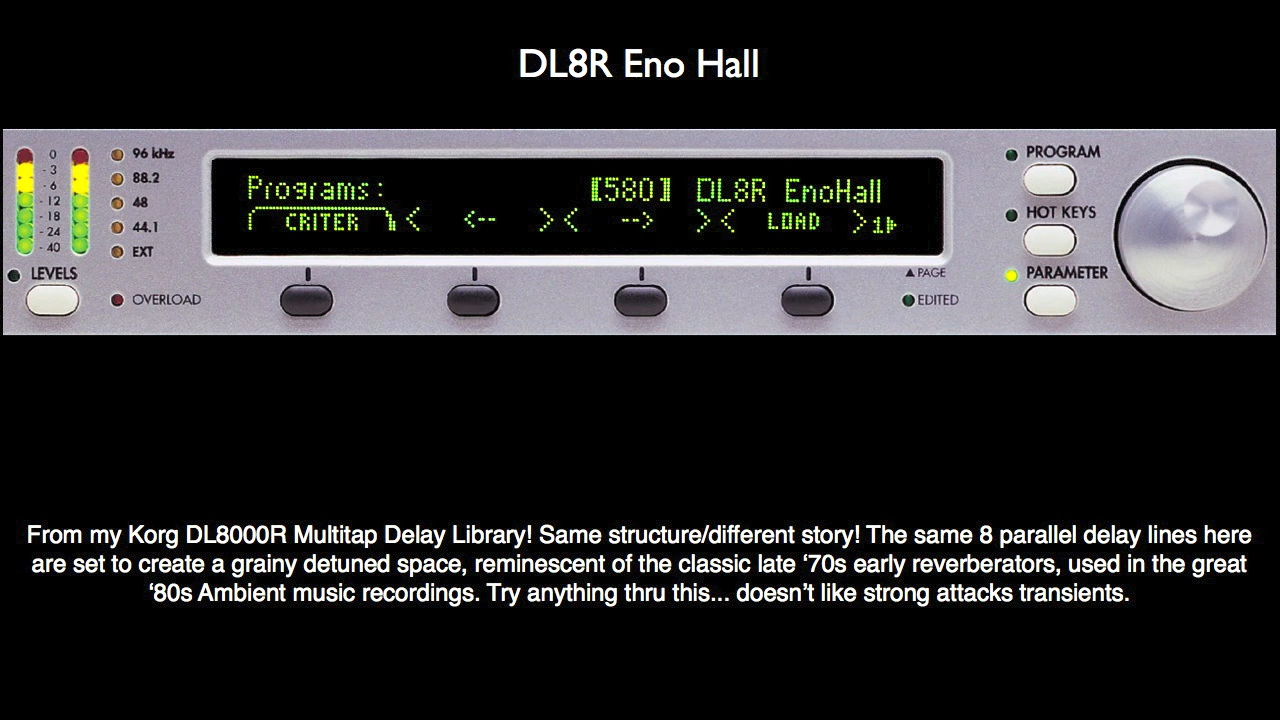 DL8R Eno Hall
0
- 3
- 6
- 12
- 18
- 24
- 40
96 kHz
88.2
48
44.1
EXT
LEVELS
OVERLOAD
Programs: [580] DL8R EnoHall
CRITER < <-- > < --> > < LOAD > 1
▲ PAGE
EDITED
PROGRAM
HOT KEYS
PARAMETER
From my Korg DL8000R Multitap Delay Library! Same structure/different story! The same 8 parallel delay lines here
are set to create a grainy detuned space, reminescent of the classic late ‘70s early reverberators, used in the great
‘80s Ambient music recordings. Try anything thru this... doesn’t like strong attacks transients.